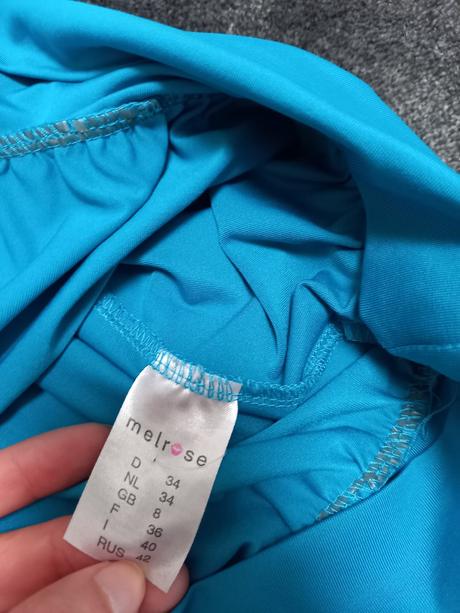 melrose
D 34
NL 34
GB 8
F 36
I 40
RUS 42